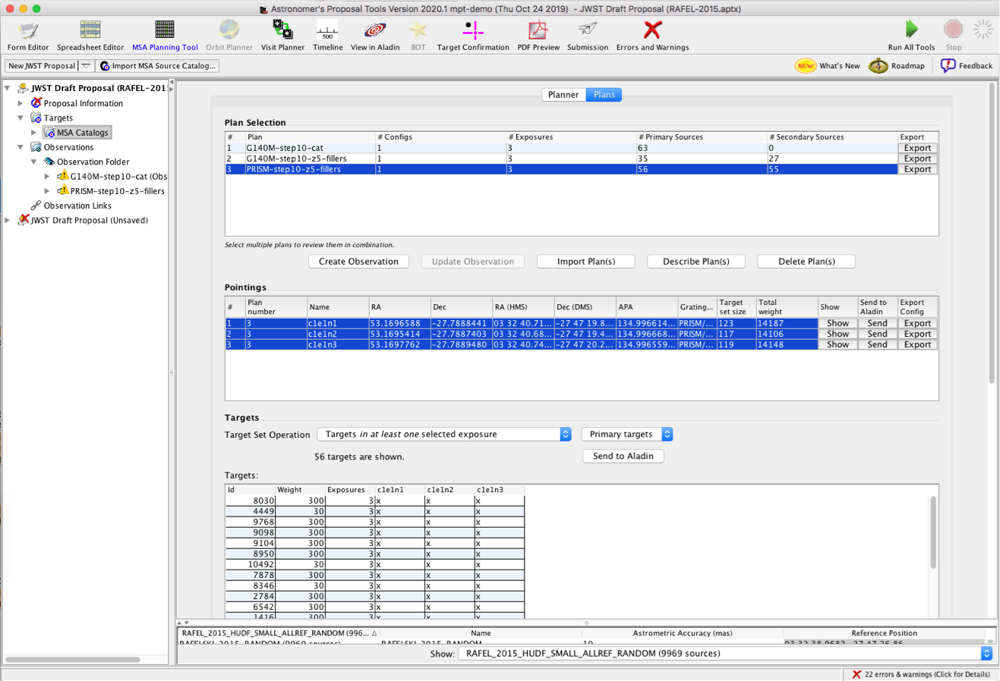 Astronomer's Proposal Tools Version 2020.1 mpt-demo (Thu Oct 24 2019) - JWST Draft Proposal (RAFEL-2015.aptx)
Form Editor Spreadsheet Editor MSA Planning Tool Orbit Planner Visit Planner 500 Timeline View in Aladin BOT Target Confirmation PDF Preview Submission Errors and Warnings Run All Tools Stop
New JWST Proposal Import MSA Source Catalog... NEW What's New Roadmap Feedback
JWST Draft Proposal (RAFEL-201
Proposal Information
Targets
MSA Catalogs
Observations
Observation Folder
G140M-step10-cat (Obs
PRISM-step10-z5-fillers
Observation Links
JWST Draft Proposal (Unsaved)
Planner Plans
Plan Selection
# Plan # Configs # Exposures # Primary Sources # Secondary Sources Export
1 G140M-step10-cat 1 3 63 0 Export
2 G140M-step10-z5-fillers 1 3 35 27 Export
3 PRISM-step10-z5-fillers 1 3 56 55 Export
Select multiple plans to review them in combination.
Create Observation Update Observation Import Plan(s) Describe Plan(s) Delete Plan(s)
Pointings
# Plan number Name RA Dec RA (HMS) Dec (DMS) APA Grating... Target set size Total weight Show Send to Aladin Export Config
1 3 c1e1n1 53.1696588 -27.7888441 03 32 40.71... -27 47 19.8... 134.996614... PRISM/... 123 14187 Show Send Export
2 3 c1e1n2 53.1695414 -27.7887403 03 32 40.68... -27 47 19.4... 134.996668... PRISM/... 117 14106 Show Send Export
3 3 c1e1n3 53.1697762 -27.7889480 03 32 40.74... -27 47 20.2... 134.996559... PRISM/... 119 14148 Show Send Export
Targets
Target Set Operation Targets in at least one selected exposure Primary targets
56 targets are shown. Send to Aladin
Targets:
Id Weight Exposures c1e1n1 c1e1n2 c1e1n3
8030 300 3 x x x
4449 30 3 x x x
9768 300 3 x x x
9098 300 3 x x x
9104 300 3 x x x
8950 300 3 x x x
10492 30 3 x x x
7878 300 3 x x x
8346 30 3 x x x
2784 300 3 x x x
6542 300 3 x x x
1416 300 3 x x x
RAFEL_2015_HUDF_SMALL_ALLREF_RANDOM (996... Name Astrometric Accuracy (mas) Reference Position
RAFELSKI_2015_RANDOM (9969 sources) RAFELSKI_2015_RANDOM 10 03 32 38.9682 -27 47 26.86
Show: RAFEL_2015_HUDF_SMALL_ALLREF_RANDOM (9969 sources)
22 errors & warnings (Click for Details)